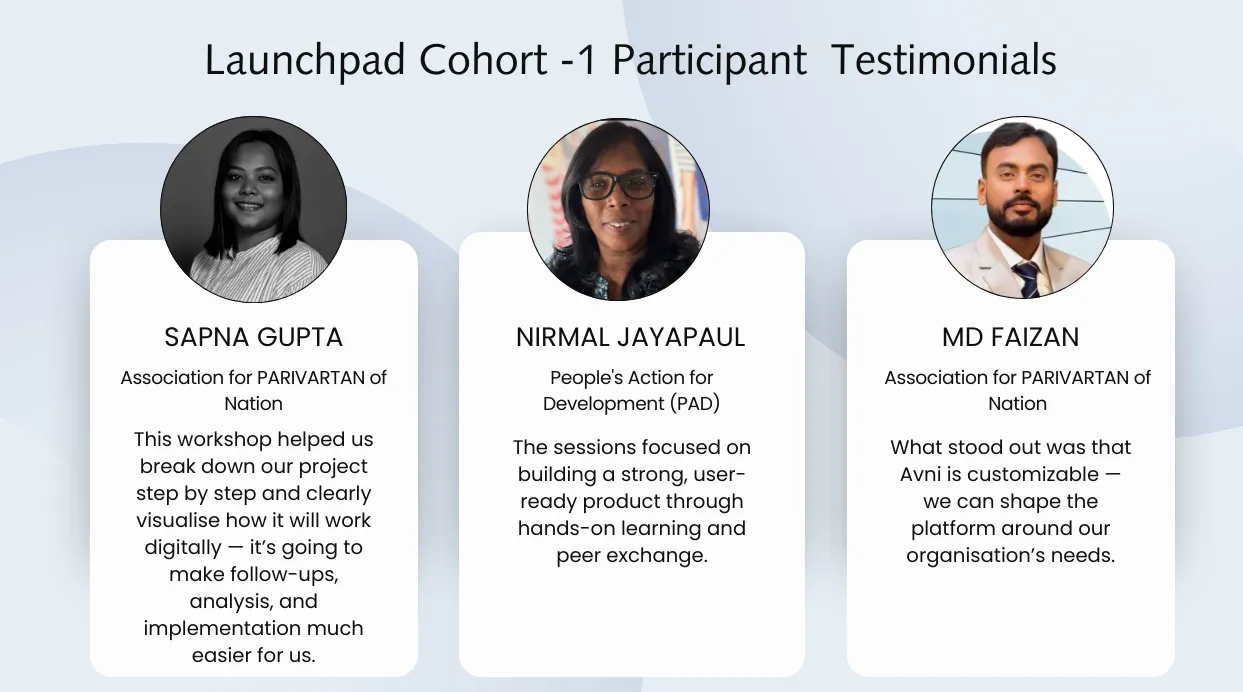 Launchpad Cohort -1 Participant Testimonials
SAPNA GUPTA
Association for PARIVARTAN of
Nation
This workshop helped us
break down our project
step by step and clearly
visualise how it will work
digitally — it’s going to
make follow-ups,
analysis, and
implementation much
easier for us.
NIRMAL JAYAPAUL
People's Action for
Development (PAD)
The sessions focused on
building a strong, user-
ready product through
hands-on learning and
peer exchange.
MD FAIZAN
Association for PARIVARTAN of
Nation
What stood out was that
Avni is customizable —
we can shape the
platform around our
organisation’s needs.